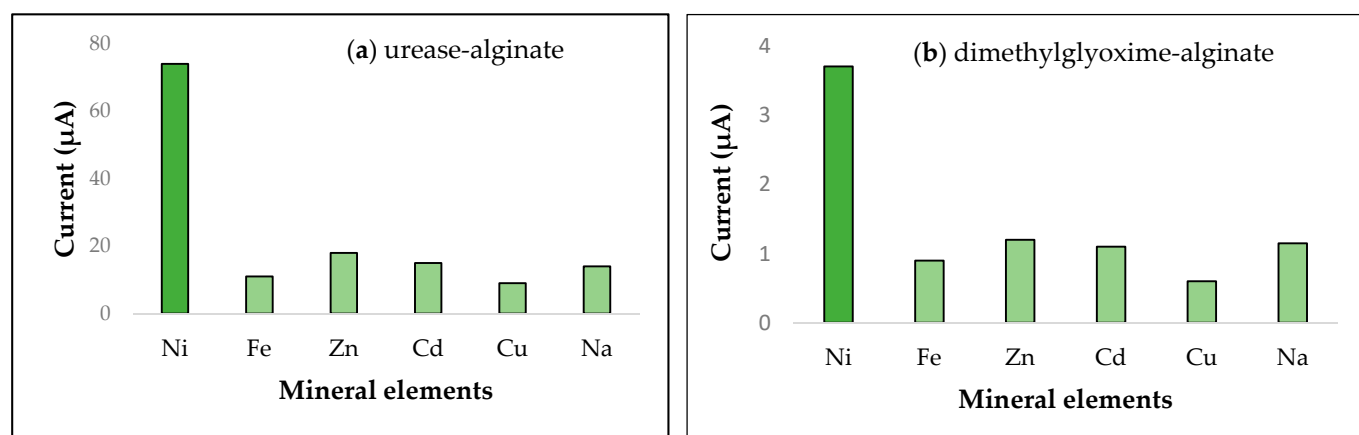 (a) urease-alginate
Current (µA)
80
60
40
20
0
Ni Fe Zn Cd Cu Na
Mineral elements
(b) dimethylglyoxime-alginate
Current (µA)
4
3
2
1
0
Ni Fe Zn Cd Cu Na
Mineral elements